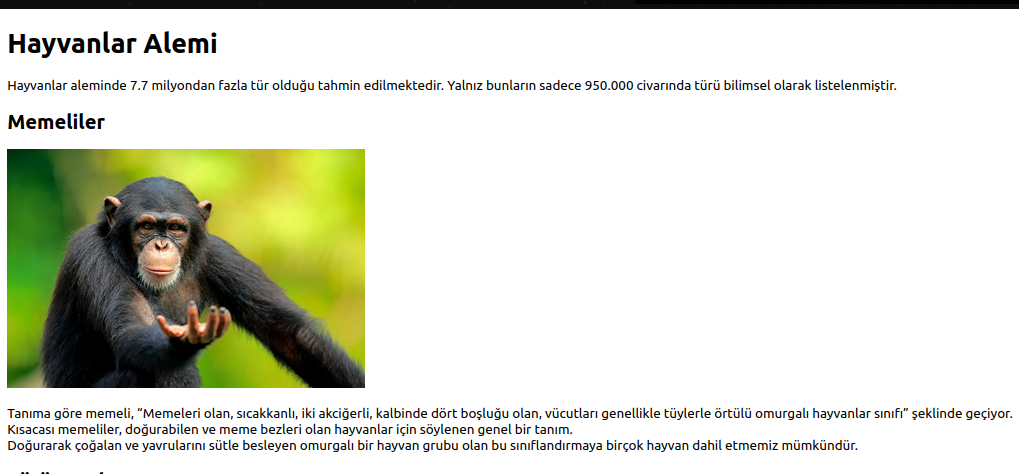 Hayvanlar Alemi
Hayvanlar aleminde 7.7 milyondan fazla tür olduğu tahmin edilmektedir. Yalnız bunların sadece 950.000 civarında türü bilimsel olarak listelenmiştir.
Memeliler
Tanıma göre memeli, “Memeleri olan, sıcakkanlı, iki akciğerli, kalbinde dört boşluğu olan, vücutları genellikle tüylerle örtülü omurgalı hayvanlar sınıfı” şeklinde geçiyor.
Kısacası memeliler, doğurabilen ve meme bezleri olan hayvanlar için söylenen genel bir tanım.
Doğurarak çoğalan ve yavrularını sütle besleyen omurgalı bir hayvan grubu olan bu sınıflandırmaya birçok hayvan dahil etmemiz mümkündür.